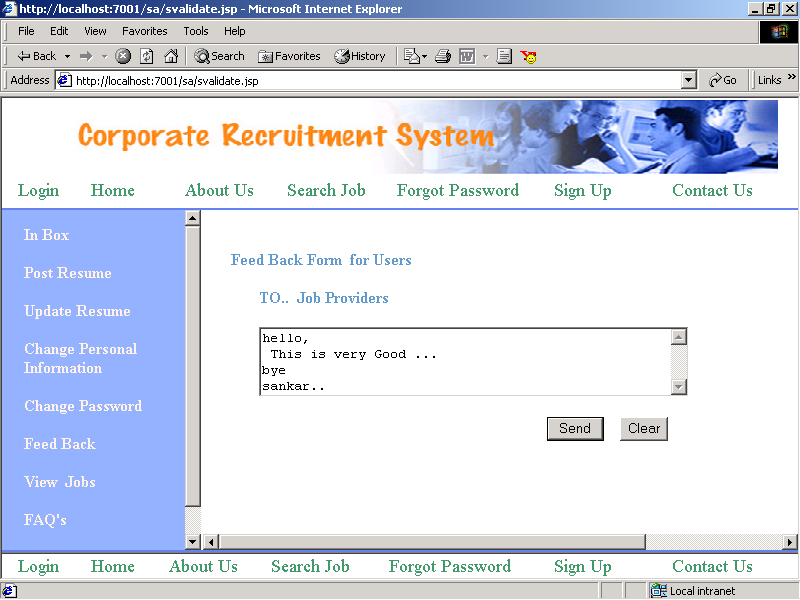 http://localhost:7001/sa/svalidate.jsp - Microsoft Internet Explorer
File Edit View Favorites Tools Help
Back Search Favorites History
Address http://localhost:7001/sa/svalidate.jsp Go Links »
Corporate Recruitment System
Login Home About Us Search Job Forgot Password Sign Up Contact Us
In Box
Post Resume
Update Resume
Change Personal
Information
Change Password
Feed Back
View Jobs
FAQ's
Feed Back Form for Users
TO.. Job Providers
hello,
This is very Good ...
bye
sankar..
Send Clear
Login Home About Us Search Job Forgot Password Sign Up Contact Us
Local intranet